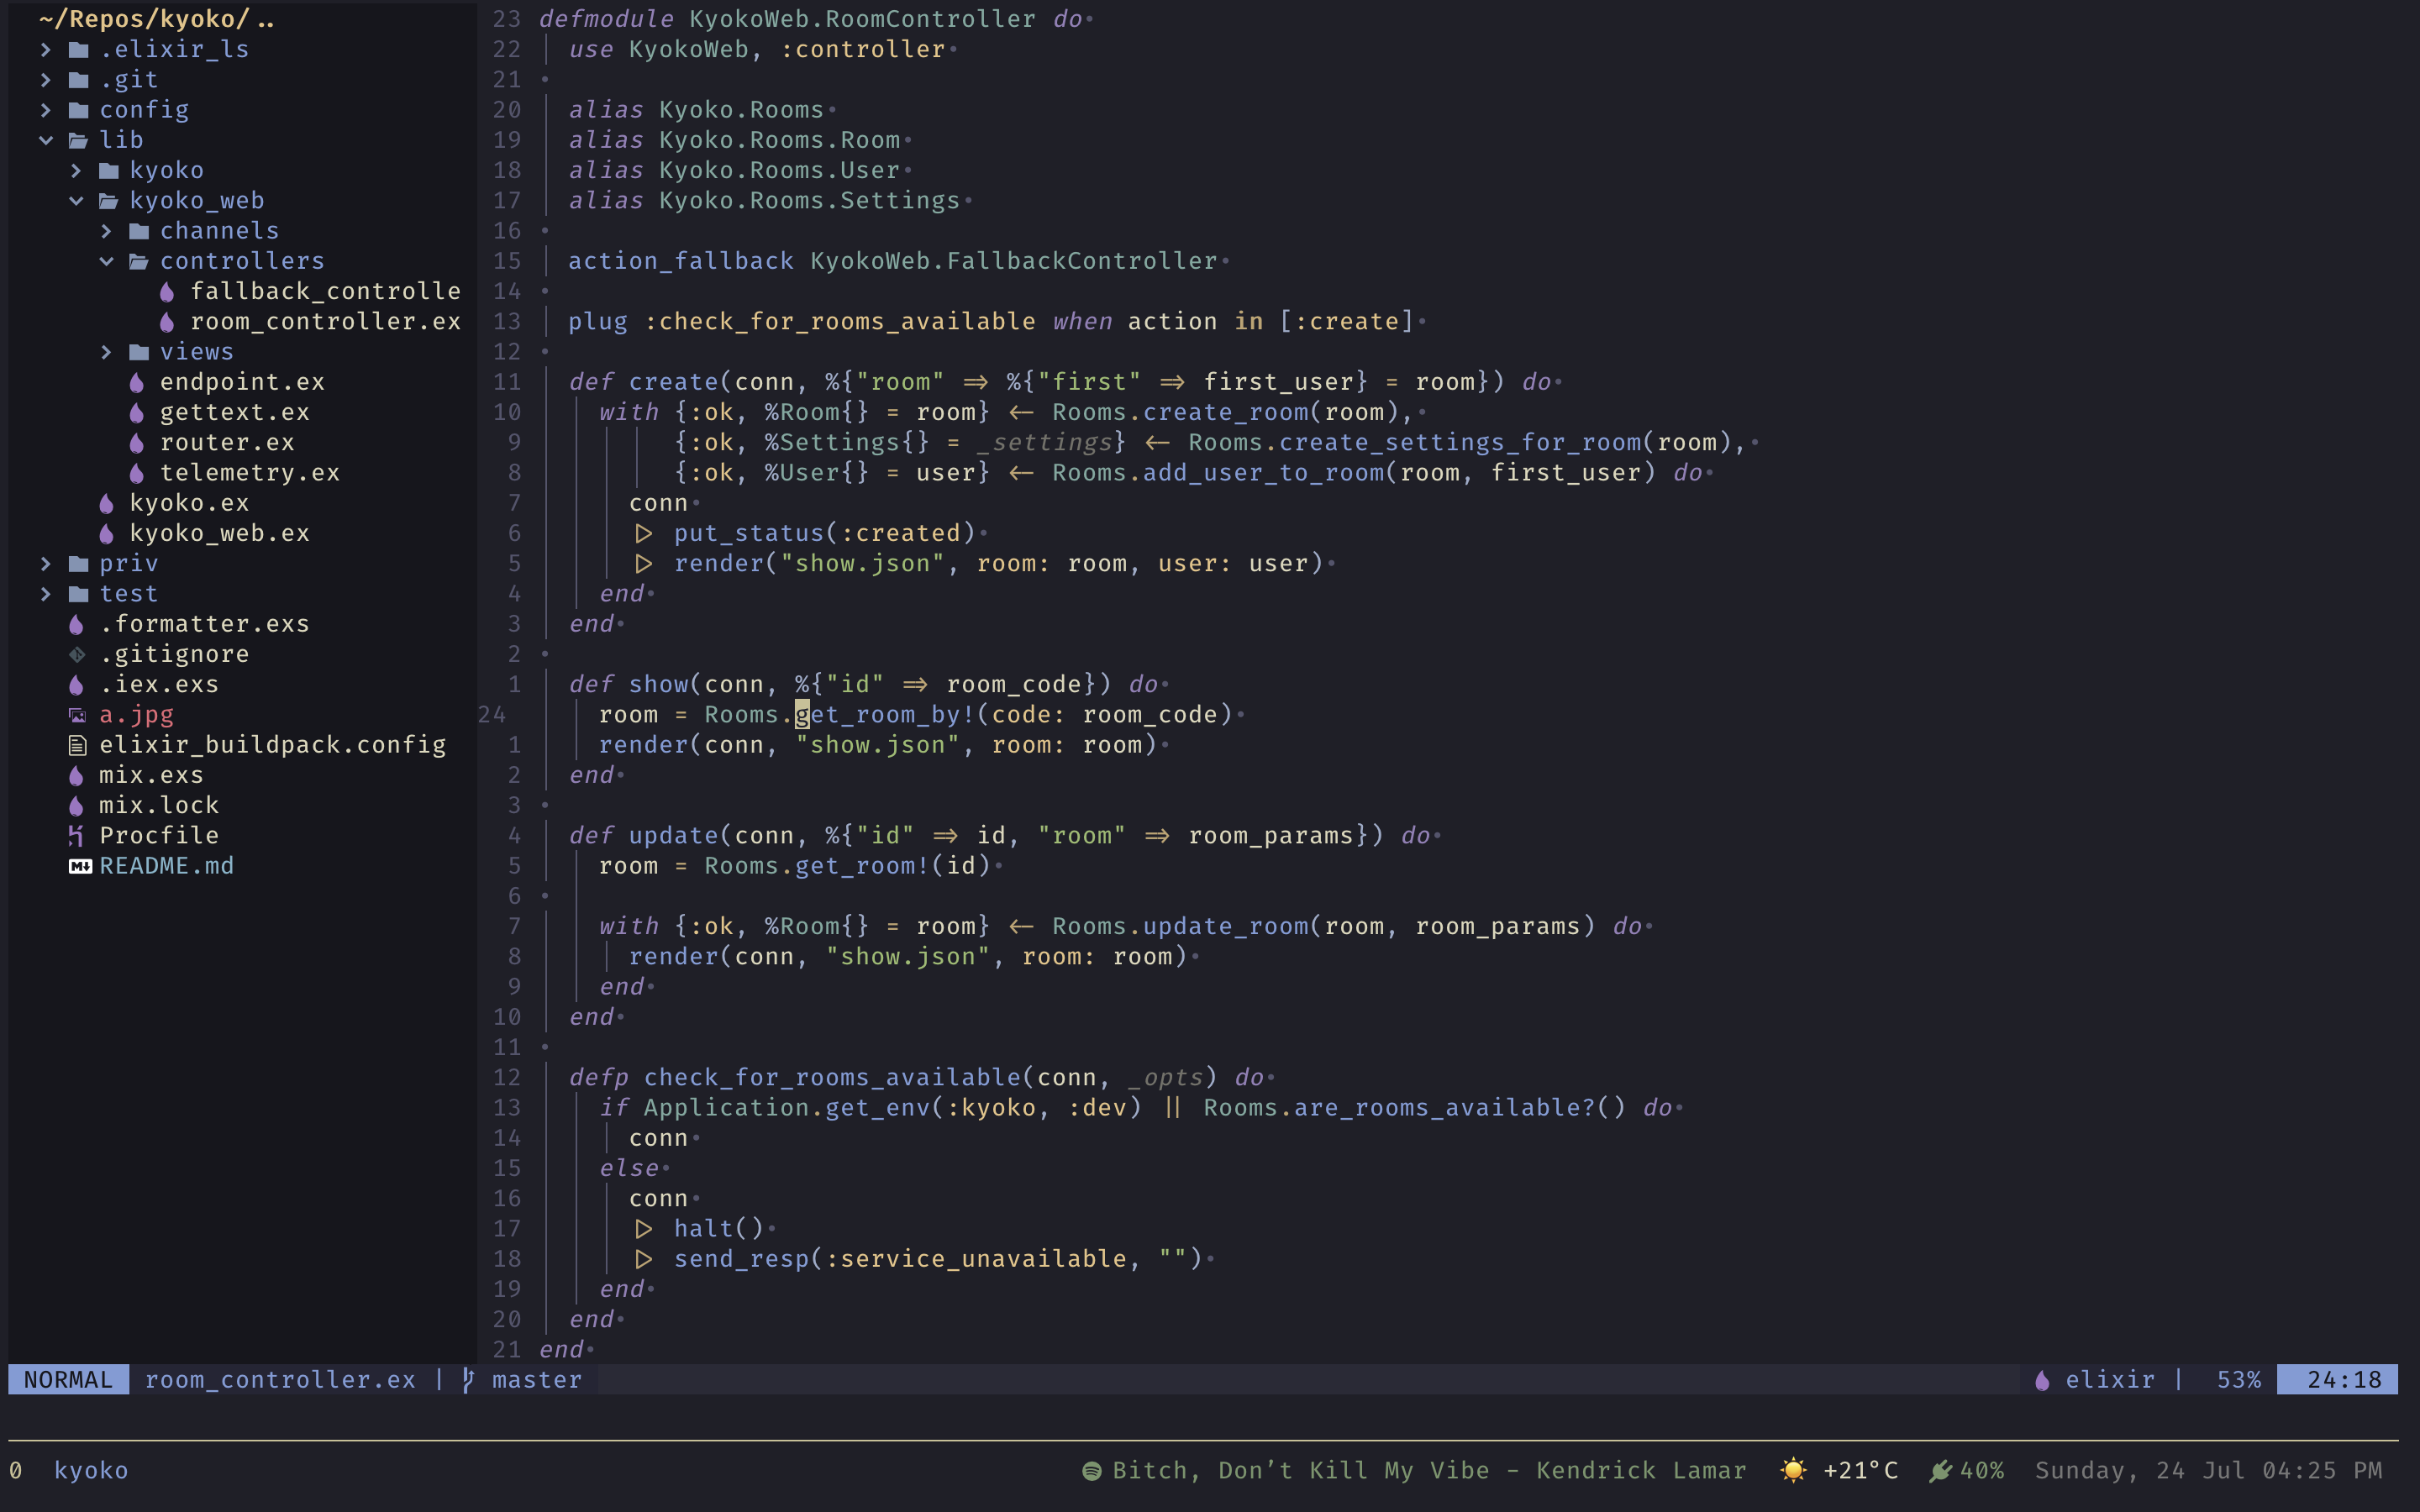 ~/Repos/kyoko/..
.elixir_ls
.git
config
lib
kyoko
kyoko_web
channels
controllers
fallback_controlle
room_controller.ex
views
endpoint.ex
gettext.ex
router.ex
telemetry.ex
kyoko.ex
kyoko_web.ex
priv
test
.formatter.exs
.gitignore
.iex.exs
a.jpg
elixir_buildpack.config
mix.exs
mix.lock
Procfile
README.md
23 defmodule KyokoWeb.RoomController do
22   use KyokoWeb, :controller
21
20   alias Kyoko.Rooms
19   alias Kyoko.Rooms.Room
18   alias Kyoko.Rooms.User
17   alias Kyoko.Rooms.Settings
16
15   action_fallback KyokoWeb.FallbackController
14
13   plug :check_for_rooms_available when action in [:create]
12
11   def create(conn, %{"room" => %{"first" => first_user} = room}) do
10     with {:ok, %Room{} = room} <- Rooms.create_room(room),
9          {:ok, %Settings{} = _settings} <- Rooms.create_settings_for_room(room),
8          {:ok, %User{} = user} <- Rooms.add_user_to_room(room, first_user) do
7       conn
6       |> put_status(:created)
5       |> render("show.json", room: room, user: user)
4     end
3   end
2
1   def show(conn, %{"id" => room_code}) do
24     room = Rooms.get_room_by!(code: room_code)
1     render(conn, "show.json", room: room)
2   end
3
4   def update(conn, %{"id" => id, "room" => room_params}) do
5     room = Rooms.get_room!(id)
6
7     with {:ok, %Room{} = room} <- Rooms.update_room(room, room_params) do
8       render(conn, "show.json", room: room)
9     end
10   end
11
12   defp check_for_rooms_available(conn, _opts) do
13     if Application.get_env(:kyoko, :dev) || Rooms.are_rooms_available?() do
14       conn
15     else
16       conn
17       |> halt()
18       |> send_resp(:service_unavailable, "")
19     end
20   end
21 end
NORMAL room_controller.ex | master elixir | 53% 24:18
0 kyoko Bitch, Don't Kill My Vibe - Kendrick Lamar +21°C 40% Sunday, 24 Jul 04:25 PM